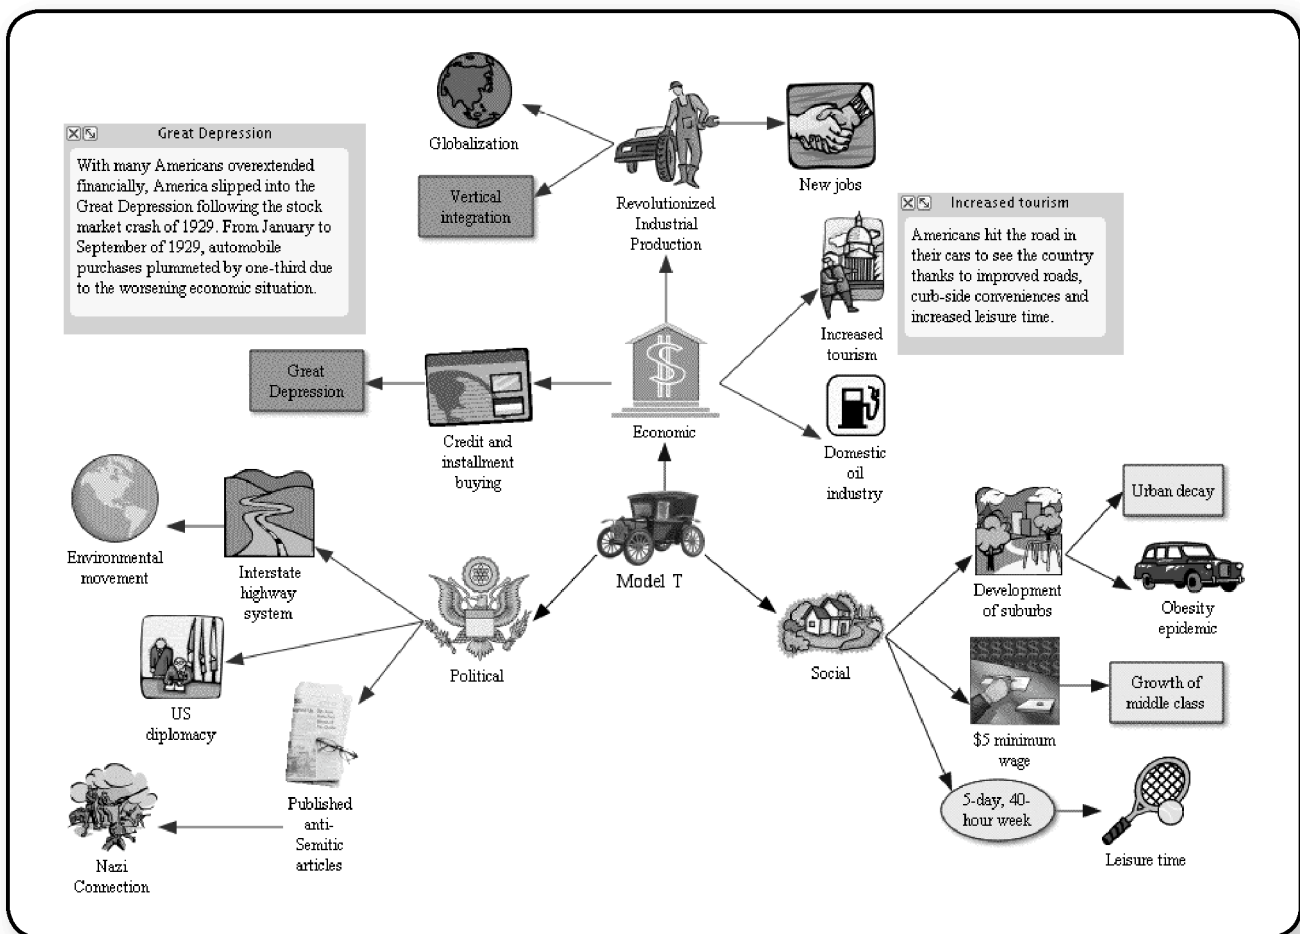 Globalization
Vertical
integration
Revolutionized
Industrial
Production
New jobs
Great Depression
With many Americans overextended
financially, America slipped into the
Great Depression following the stock
market crash of 1929. From January to
September of 1929, automobile
purchases plummeted by one-third due
to the worsening economic situation.
Increased tourism
Americans hit the road in
their cars to see the country
thanks to improved roads,
curb-side conveniences and
increased leisure time.
Increased
tourism
Great
Depression
Credit and
installment
buying
Economic
Domestic
oil
industry
Environmental
movement
Interstate
highway
system
Model T
Development
of suburbs
Urban decay
Obesity
epidemic
US
diplomacy
Political
Social
$5 minimum
wage
Growth of
middle class
Published
anti-
Semitic
articles
Nazi
Connection
5-day, 40-
hour week
Leisure time